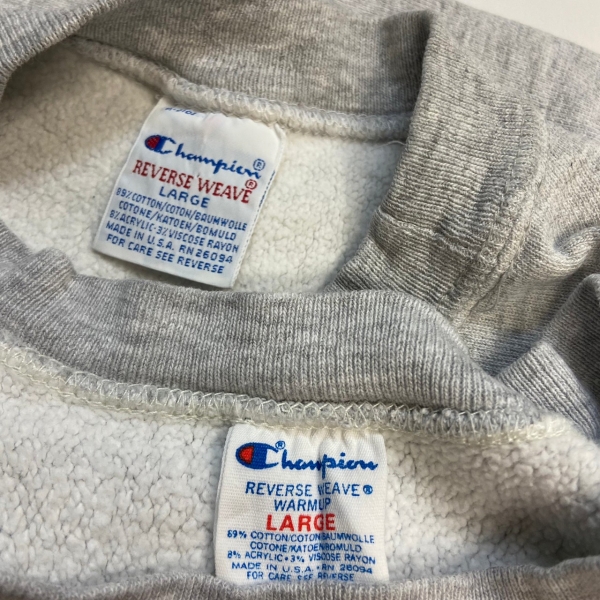 Champion®
REVERSE WEAVE®
LARGE
89% COTTON/COTON/BAUMWOLLE
COTONE/KATOEN/BOMULD
8% ACRYLIC·3% VISCOSE RAYON
MADE IN U.S.A. RN 26094
FOR CARE SEE REVERSE
Champion®
REVERSE WEAVE®
WARMUP
LARGE
89% COTTON/COTON/BAUMWOLLE
COTONE/KATOEN/BOMULD
8% ACRYLIC·3% VISCOSE RAYON
MADE IN U.S.A.·RN 26094
FOR CARE SEE REVERSE